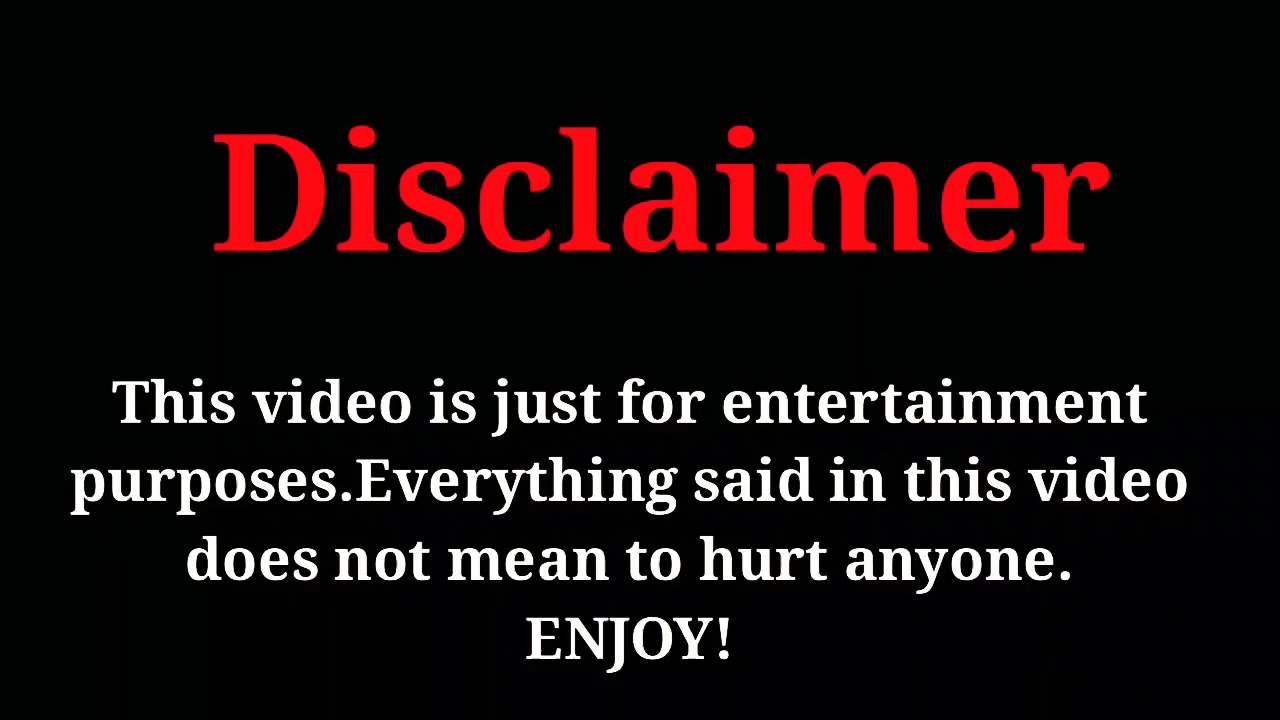 Disclaimer
This video is just for entertainment
purposes.Everything said in this video
does not mean to hurt anyone.
ENJOY!